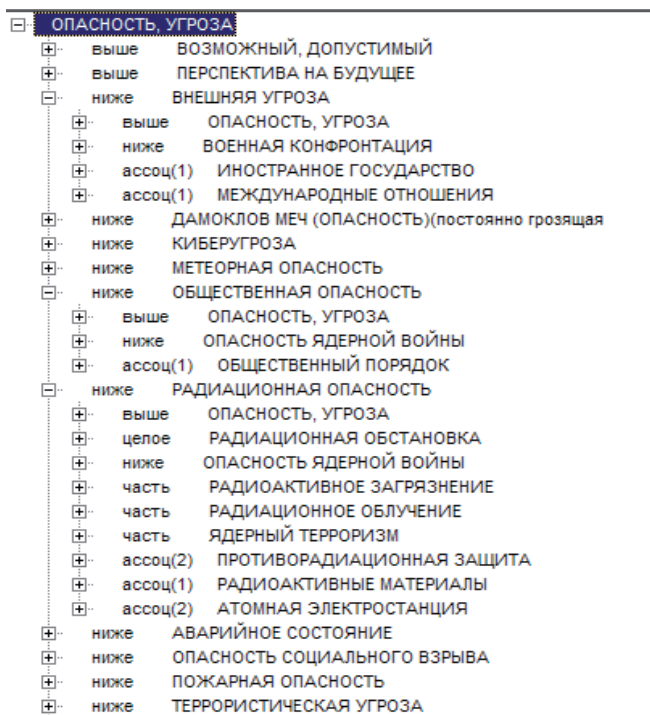 ОПАСНОСТЬ, УГРОЗА
выше ВОЗМОЖНЫЙ, ДОПУСТИМЫЙ
выше ПЕРСПЕКТИВА НА БУДУЩЕЕ
ниже ВНЕШНЯЯ УГРОЗА
выше ОПАСНОСТЬ, УГРОЗА
ниже ВОЕННАЯ КОНФРОНТАЦИЯ
ассоц(1) ИНОСТРАННОЕ ГОСУДАРСТВО
ассоц(1) МЕЖДУНАРОДНЫЕ ОТНОШЕНИЯ
ниже ДАМОКЛОВ МЕЧ (ОПАСНОСТЬ)(постоянно грозящая
ниже КИБЕРУГРОЗА
ниже МЕТЕОРНАЯ ОПАСНОСТЬ
ниже ОБЩЕСТВЕННАЯ ОПАСНОСТЬ
выше ОПАСНОСТЬ, УГРОЗА
ниже ОПАСНОСТЬ ЯДЕРНОЙ ВОЙНЫ
ассоц(1) ОБЩЕСТВЕННЫЙ ПОРЯДОК
ниже РАДИАЦИОННАЯ ОПАСНОСТЬ
выше ОПАСНОСТЬ, УГРОЗА
целое РАДИАЦИОННАЯ ОБСТАНОВКА
ниже ОПАСНОСТЬ ЯДЕРНОЙ ВОЙНЫ
часть РАДИОАКТИВНОЕ ЗАГРЯЗНЕНИЕ
часть РАДИАЦИОННОЕ ОБЛУЧЕНИЕ
часть ЯДЕРНЫЙ ТЕРРОРИЗМ
ассоц(2) ПРОТИВОРАДИАЦИОННАЯ ЗАЩИТА
ассоц(1) РАДИОАКТИВНЫЕ МАТЕРИАЛЫ
ассоц(2) АТОМНАЯ ЭЛЕКТРОСТАНЦИЯ
ниже АВАРИЙНОЕ СОСТОЯНИЕ
ниже ОПАСНОСТЬ СОЦИАЛЬНОГО ВЗРЫВА
ниже ПОЖАРНАЯ ОПАСНОСТЬ
ниже ТЕРРОРИСТИЧЕСКАЯ УГРОЗА